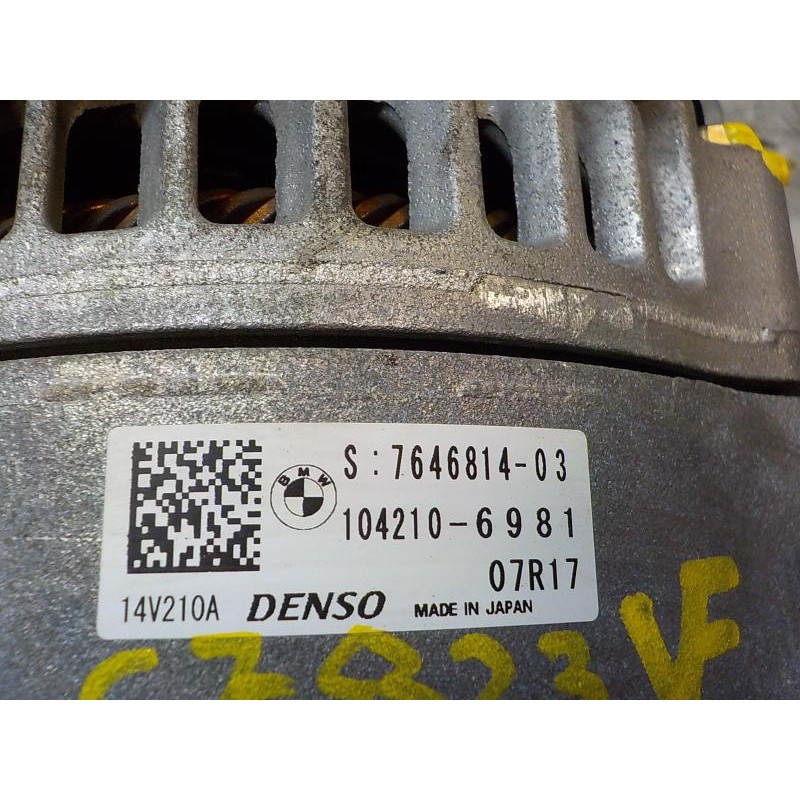 S:7646814-03
BMW
104210-6981
07R17
14V210A DENSO MADE IN JAPAN